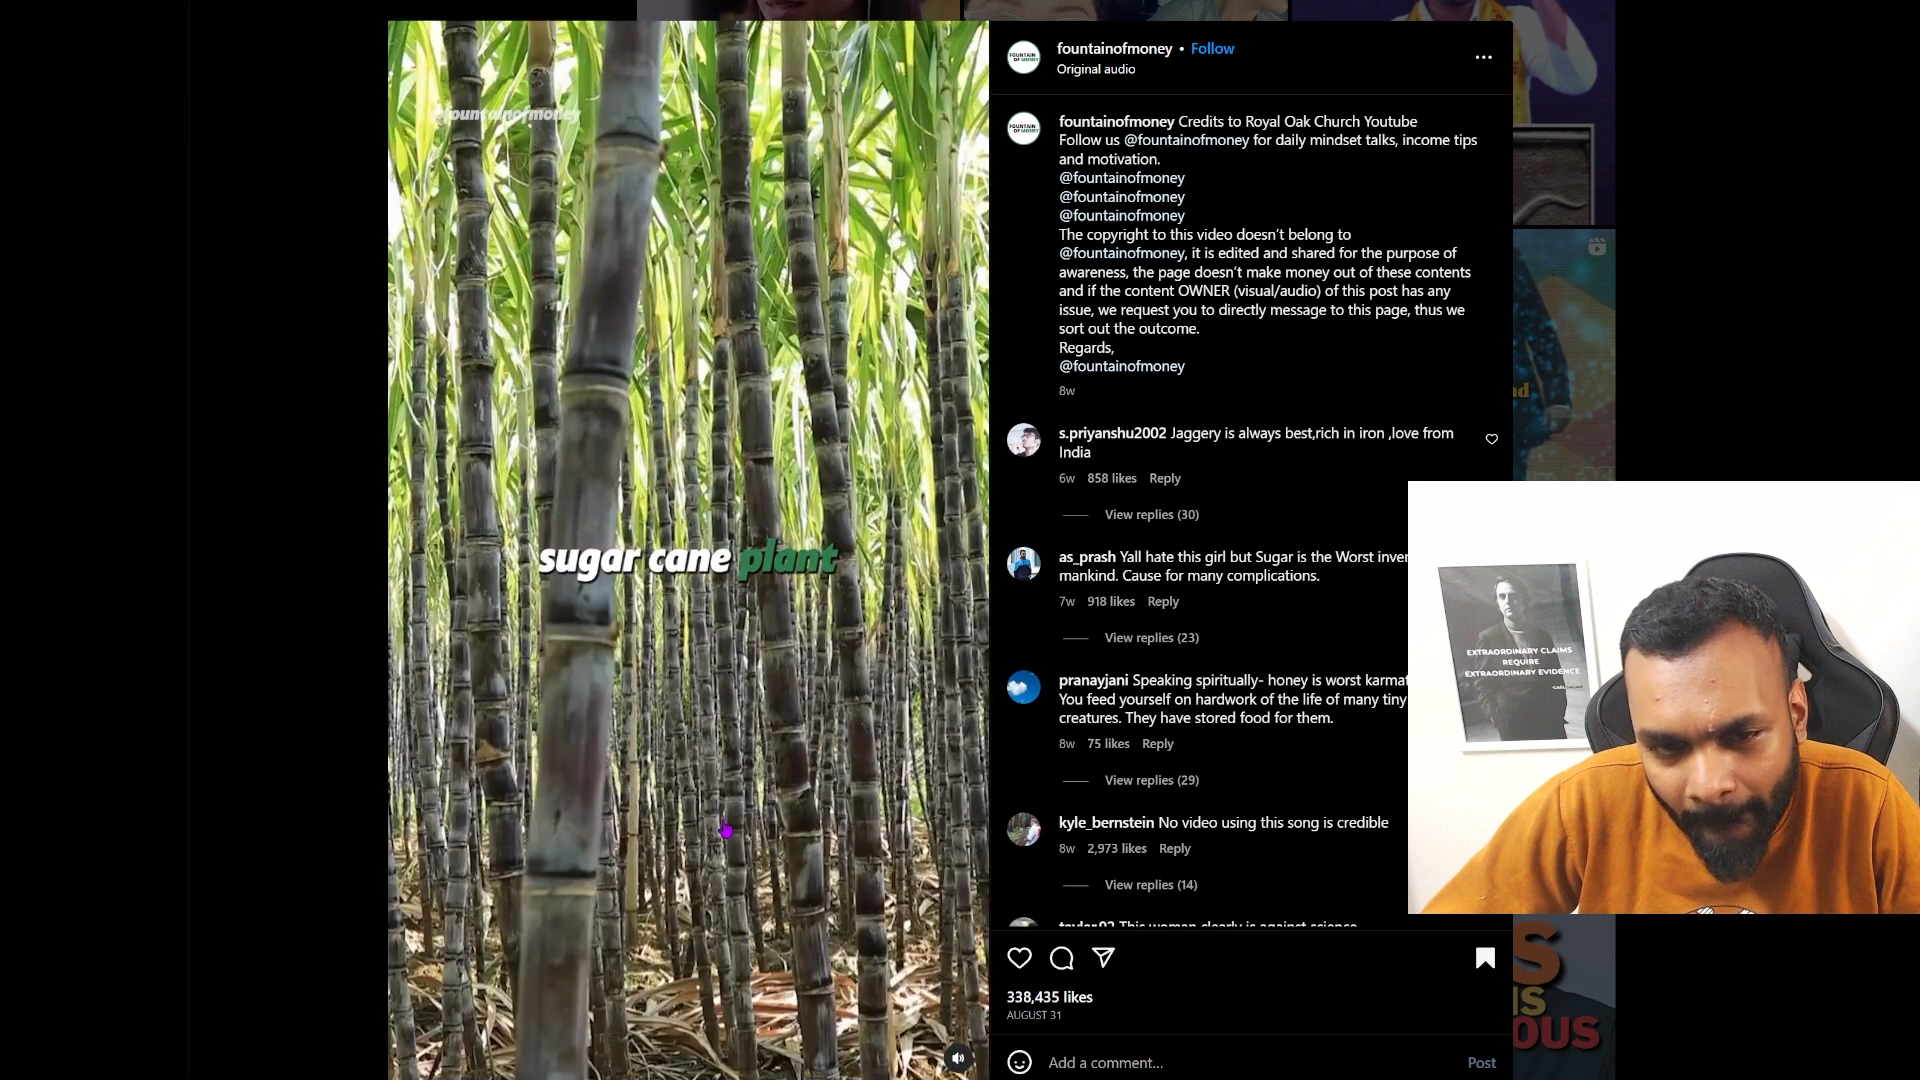 fountainofmoney • Follow
Original audio
@fountainofmoney
FOUNTAIN
OF MONEY
fountainofmoney Credits to Royal Oak Church Youtube
Follow us @fountainofmoney for daily mindset talks, income tips
and motivation.
@fountainofmoney
@fountainofmoney
@fountainofmoney
The copyright to this video doesn't belong to
@fountainofmoney, it is edited and shared for the purpose of
awareness, the page doesn't make money out of these contents
and if the content OWNER (visual/audio) of this post has any
issue, we request you to directly message to this page, thus we
sort out the outcome.
Regards,
@fountainofmoney
8w
s.priyanshu2002 Jaggery is always best,rich in iron ,love from
India
6w 858 likes Reply
View replies (30)
sugar cane plant
as_prash Yall hate this girl but Sugar is the Worst inver
mankind. Cause for many complications.
7w 918 likes Reply
View replies (23)
pranayjani Speaking spiritually- honey is worst karmat
You feed yourself on hardwork of the life of many tiny
creatures. They have stored food for them.
8w 75 likes Reply
View replies (29)
EXTRAORDINARY CLAIMS
REQUIRE
EXTRAORDINARY EVIDENCE
kyle_bernstein No video using this song is credible
8w 2,973 likes Reply
View replies (14)
338,435 likes
AUGUST 31
Add a comment...
Post
S
IS
OUS